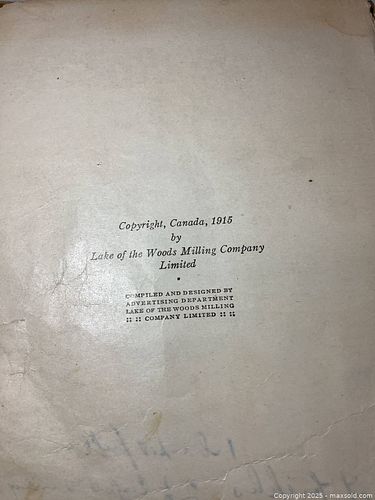 Copyright, Canada, 1915
by
Lake of the Woods Milling Company
Limited
COMPILED AND DESIGNED BY
ADVERTISING DEPARTMENT
LAKE OF THE WOODS MILLING
:: :: COMPANY LIMITED :: ::
Copyright 2025 - maxsold.com